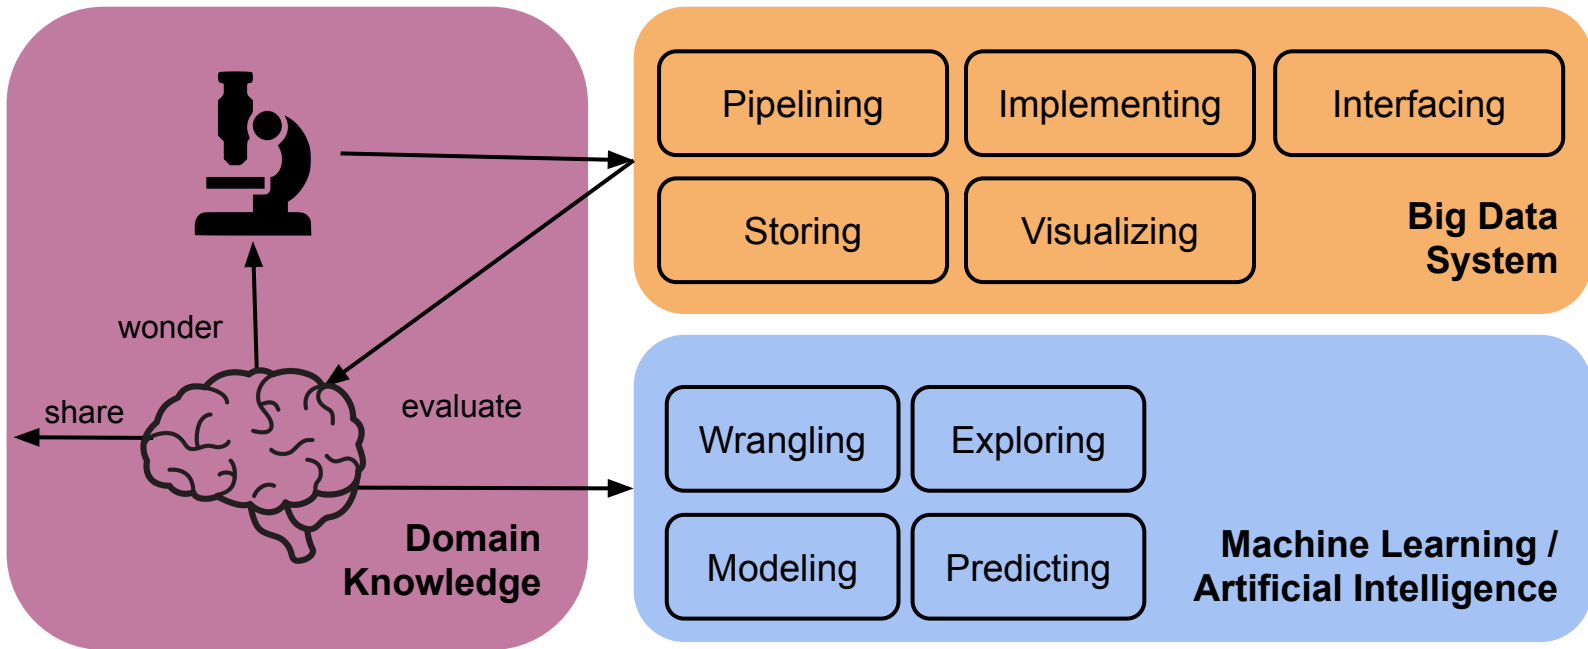 wonder
share
evaluate
Domain
Knowledge
Pipelining
Implementing
Interfacing
Storing
Visualizing
Big Data
System
Wrangling
Exploring
Modeling
Predicting
Machine Learning /
Artificial Intelligence